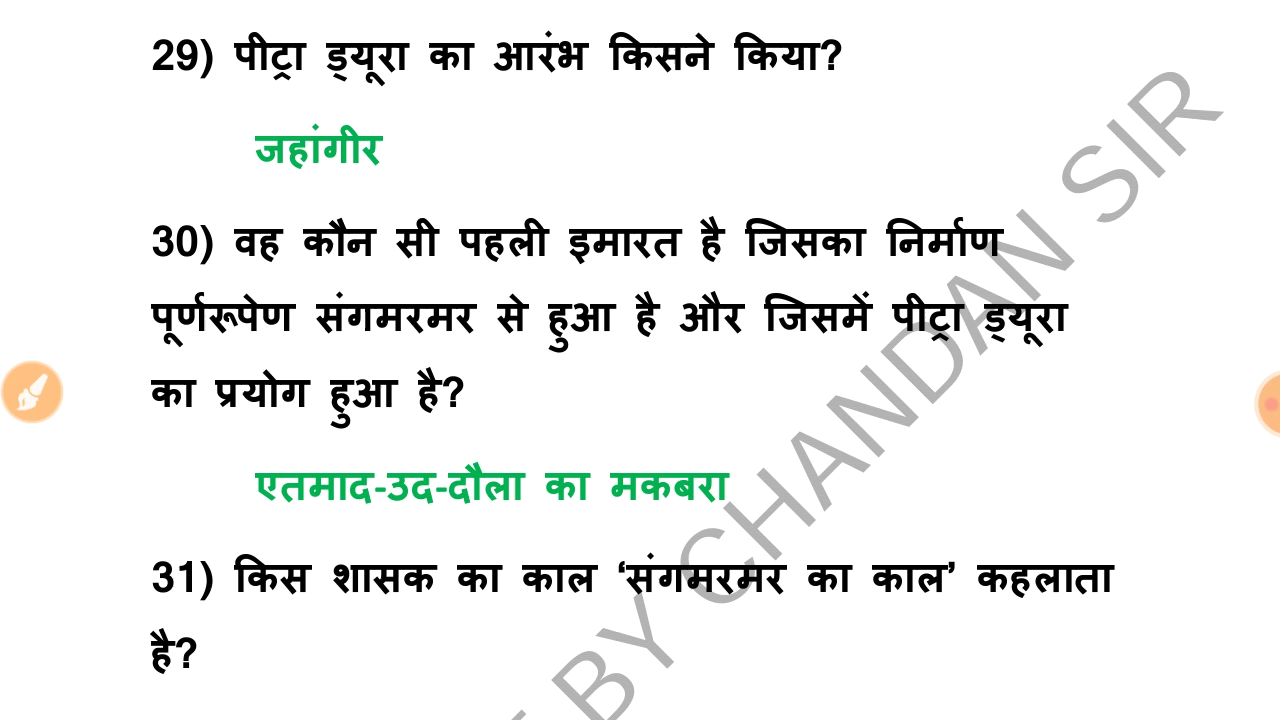 29) पीट्रा ड्यूरा का आरंभ किसने किया?
जहांगीर
30) वह कौन सी पहली इमारत है जिसका निर्माण
पूर्णरूपेण संगमरमर से हुआ है और जिसमें पीट्रा ड्यूरा
का प्रयोग हुआ है?
एतमाद-उद-दौला का मकबरा
31) किस शासक का काल ‘संगमरमर का काल’ कहलाता
है?
BY CHANDAN SIR